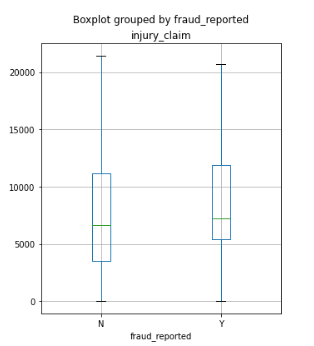 Boxplot grouped by fraud_reported
injury_claim
20000
15000
10000
5000
0
N Y
fraud_reported